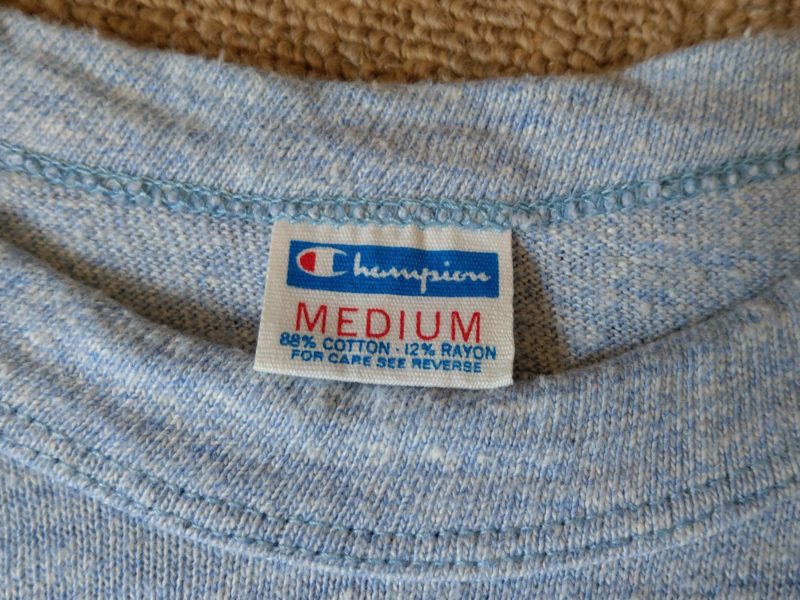 Champion
MEDIUM
88% COTTON · 12% RAYON
FOR CARE SEE REVERSE